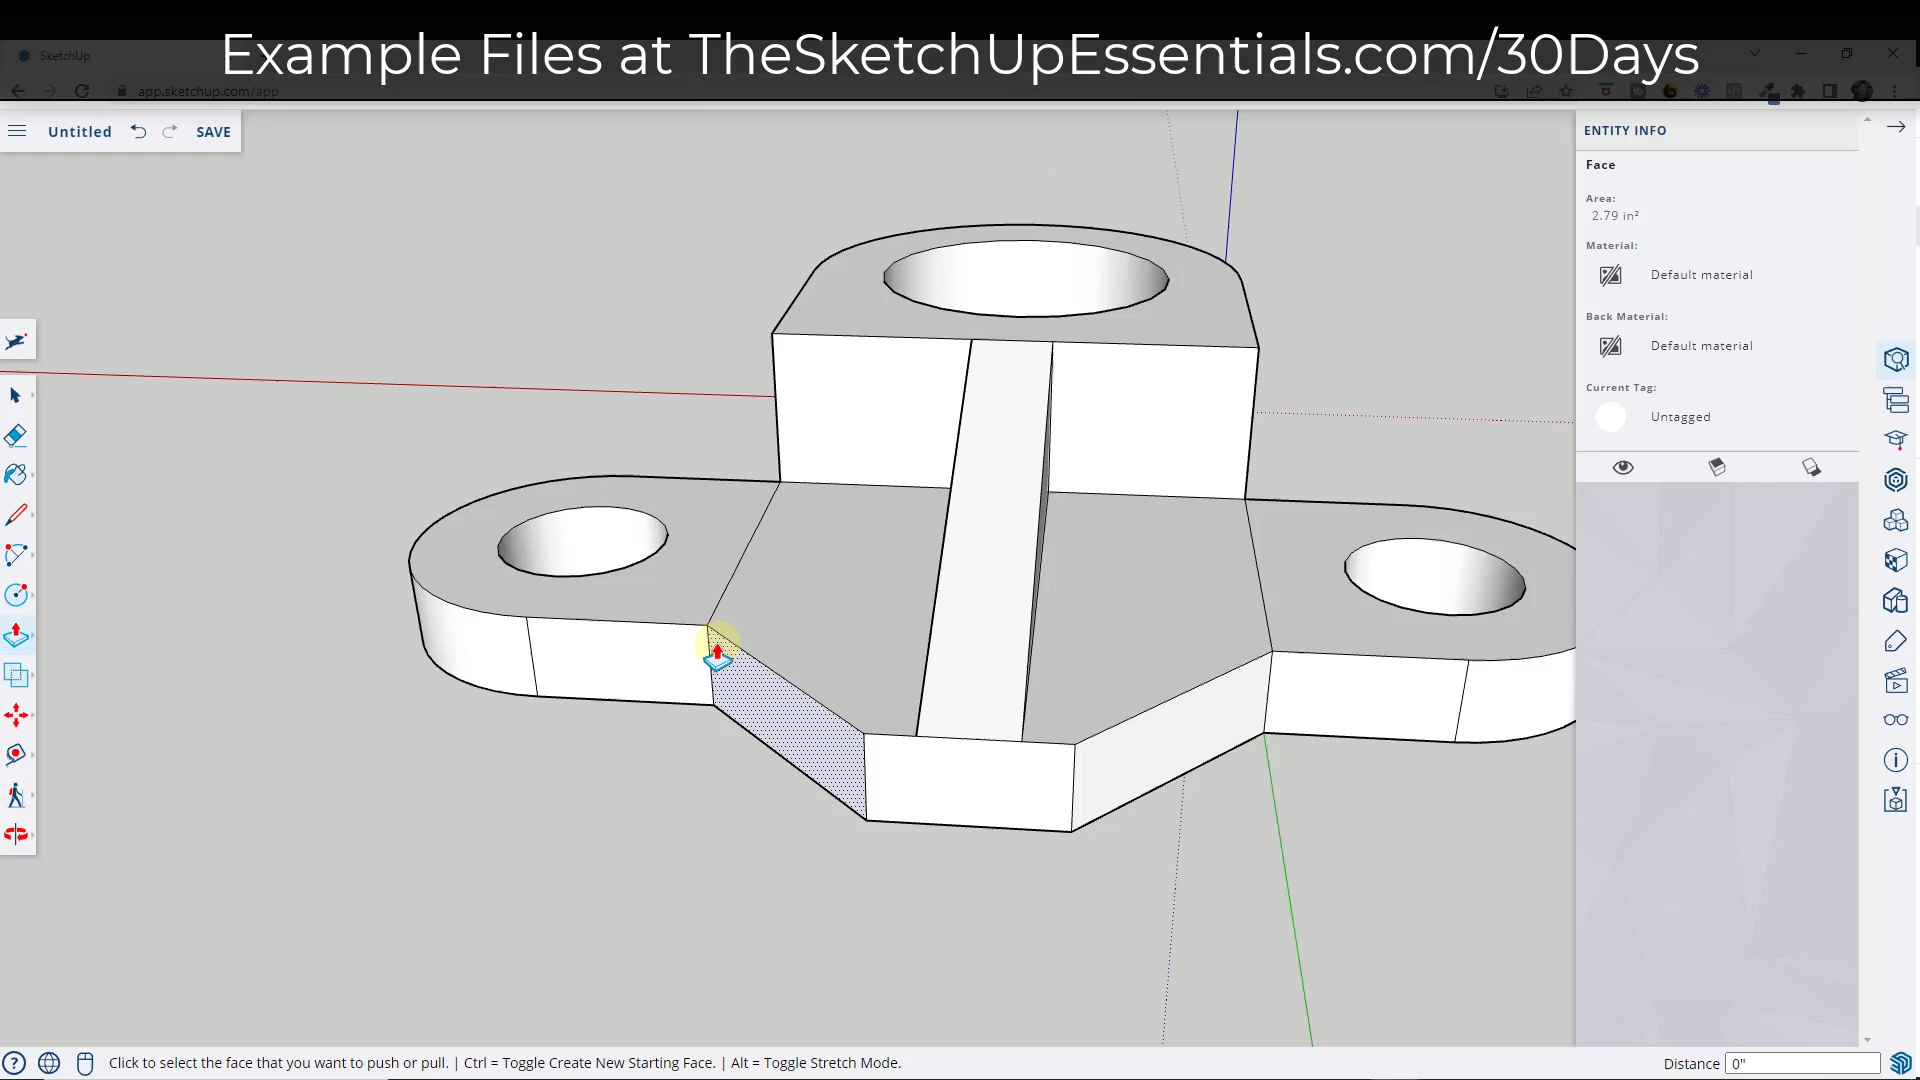 Example Files at TheSketchUpEssentials.com/30Days
SketchUp
app.sketchup.com/app
Untitled
SAVE
ENTITY INFO
Face
Area:
2.79 in²
Material:
Default material
Back Material:
Default material
Current Tag:
Untagged
Click to select the face that you want to push or pull. | Ctrl = Toggle Create New Starting Face. | Alt = Toggle Stretch Mode.
Distance 0"